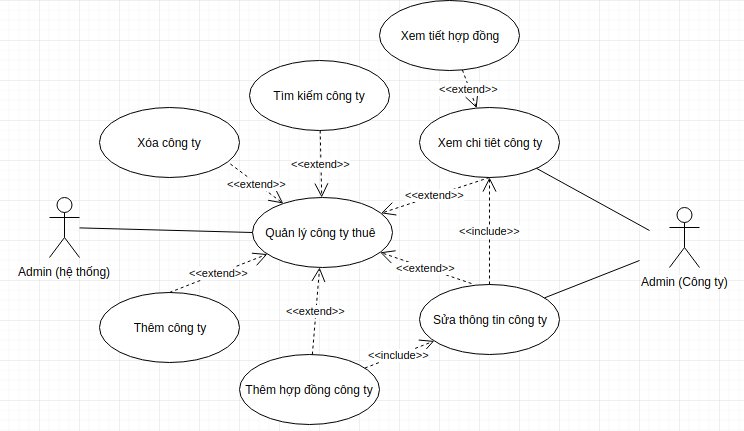 Xem tiết hợp đồng
<<extend>>
Tìm kiếm công ty
Xóa công ty
Xem chi tiêt công ty
<<extend>>
<<extend>>
<<extend>>
Quản lý công ty thuê
<<include>>
Admin (hệ thống)
Admin (Công ty)
<<extend>>
<<extend>>
<<extend>>
Thêm công ty
Sửa thông tin công ty
<<include>>
Thêm hợp đồng công ty